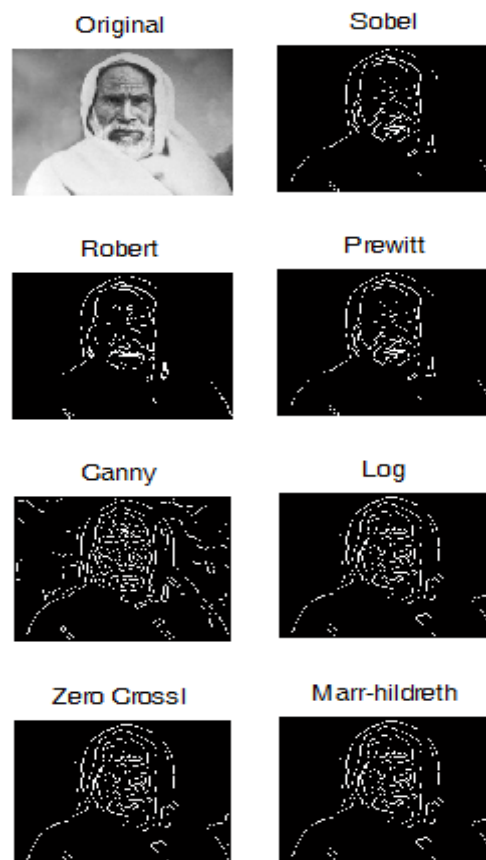 Original
Sobel
Robert
Prewitt
Canny
Log
Zero Crossl
Marr-hildreth